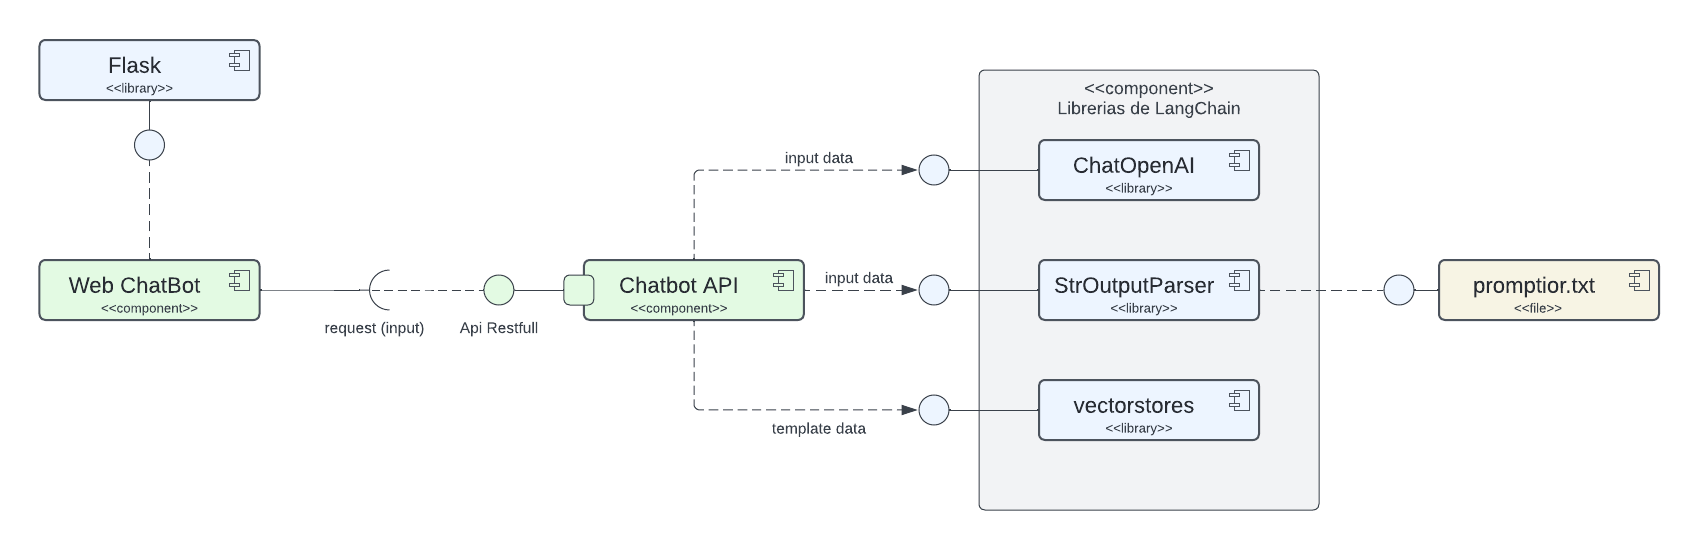 Flask
<<library>>
<<component>>
Librerias de LangChain
input data
ChatOpenAI
<<library>>
Web ChatBot
<<component>>
request (input)
Api Restfull
Chatbot API
<<component>>
input data
StrOutputParser
<<library>>
promptior.txt
<<file>>
template data
vectorstores
<<library>>